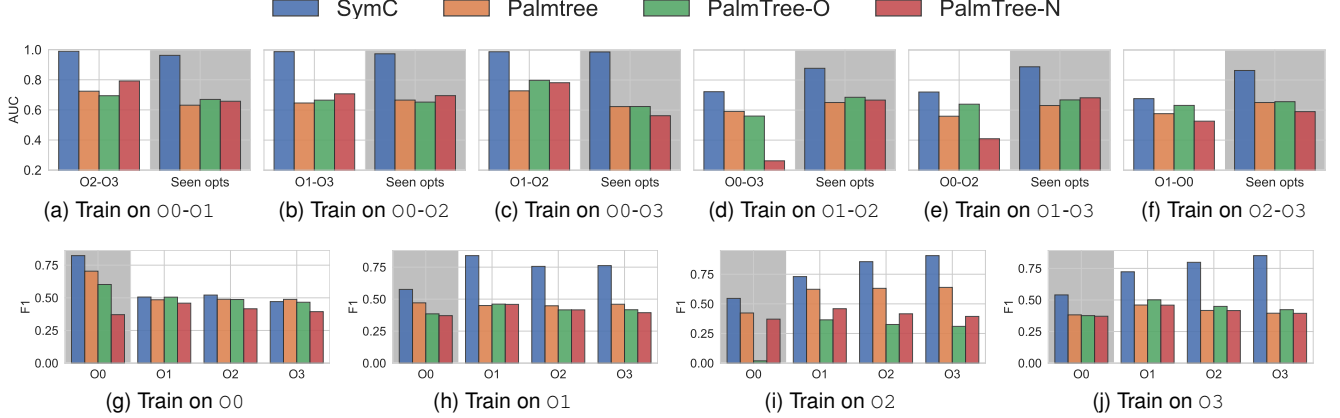 SymC Palmtree PalmTree-O PalmTree-N
AUC
1.0
0.8
0.6
0.4
0.2
O2-O3 Seen opts O1-O3 Seen opts O1-O2 Seen opts O0-O3 Seen opts O0-O2 Seen opts O1-O0 Seen opts
(a) Train on O0-O1 (b) Train on O0-O2 (c) Train on O0-O3 (d) Train on O1-O2 (e) Train on O1-O3 (f) Train on O2-O3
F1
0.75
0.50
0.25
0.00
O0 O1 O2 O3
(g) Train on O0
F1
0.75
0.50
0.25
0.00
O0 O1 O2 O3
(h) Train on O1
F1
0.75
0.50
0.25
0.00
O0 O1 O2 O3
(i) Train on O2
F1
0.75
0.50
0.25
0.00
O0 O1 O2 O3
(j) Train on O3